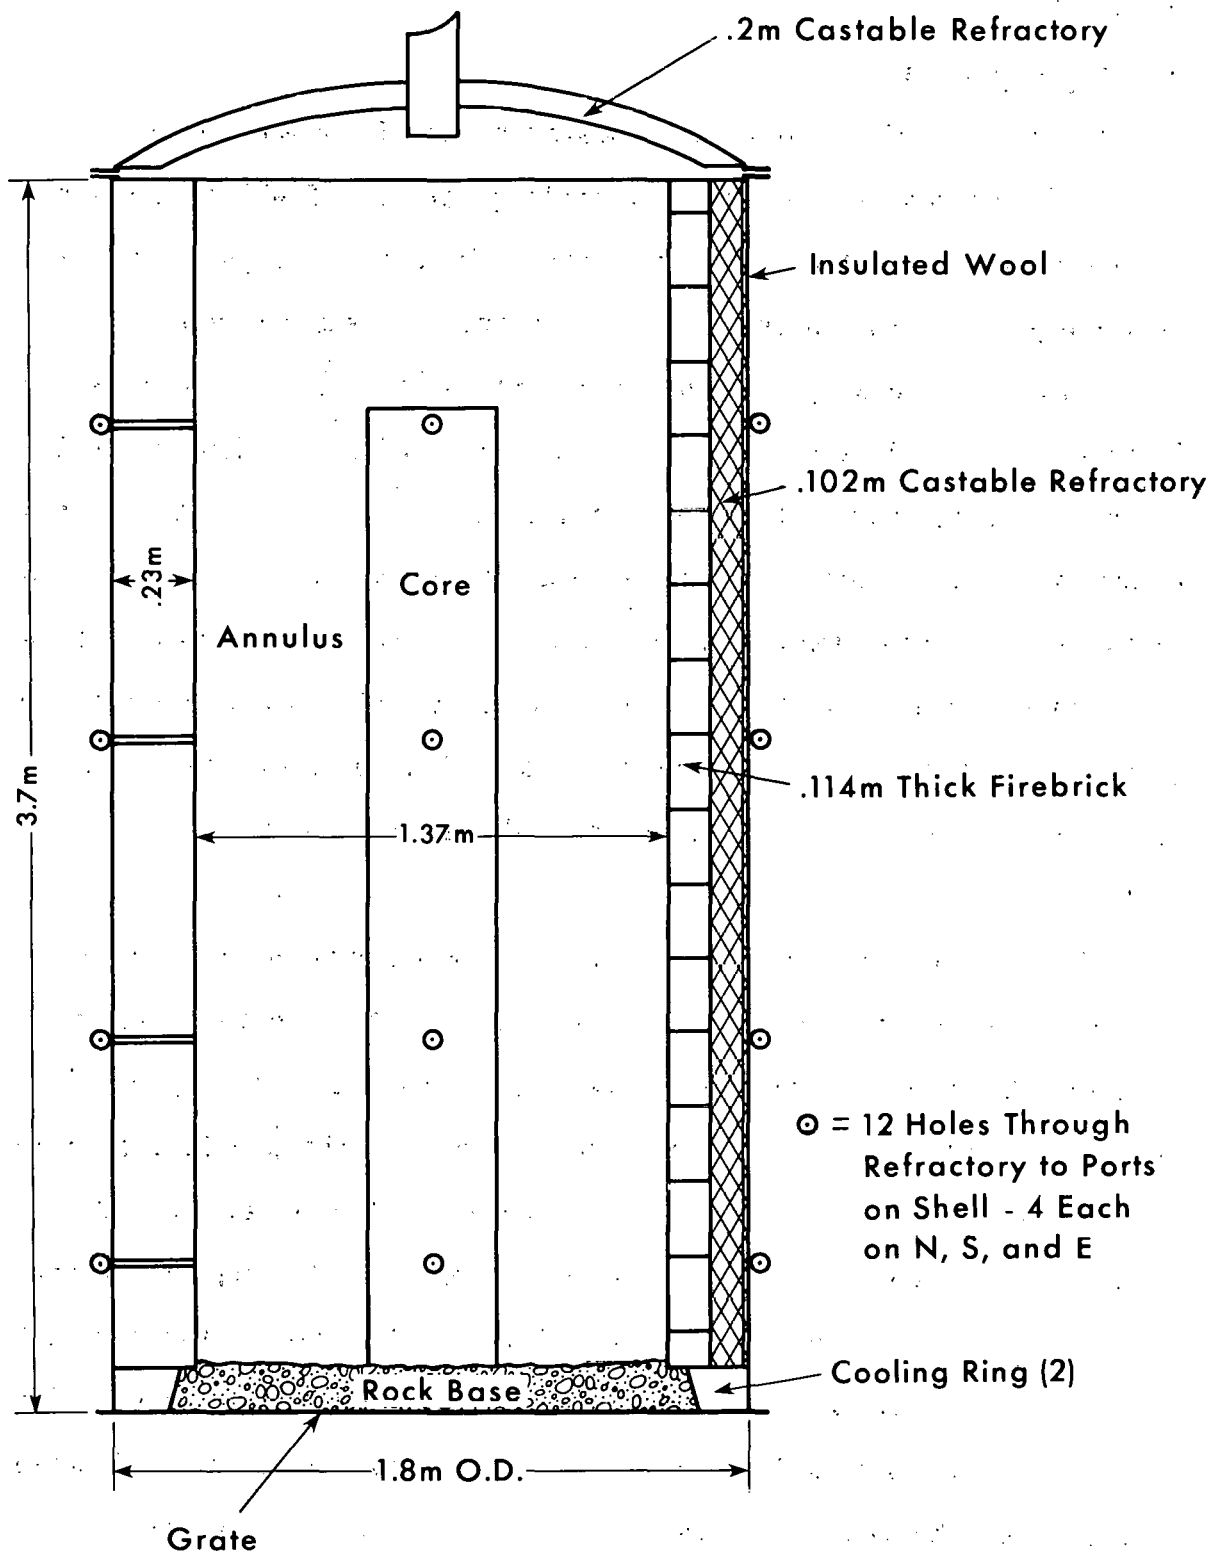 .2m Castable Refractory
Insulated Wool
.102m Castable Refractory
.23m
Core
Annulus
3.7m
.114m Thick Firebrick
1.37m
⊙ = 12 Holes Through
Refractory to Ports
on Shell - 4 Each
on N, S, and E
Cooling Ring (2)
Rock Base
1.8m O.D.
Grate